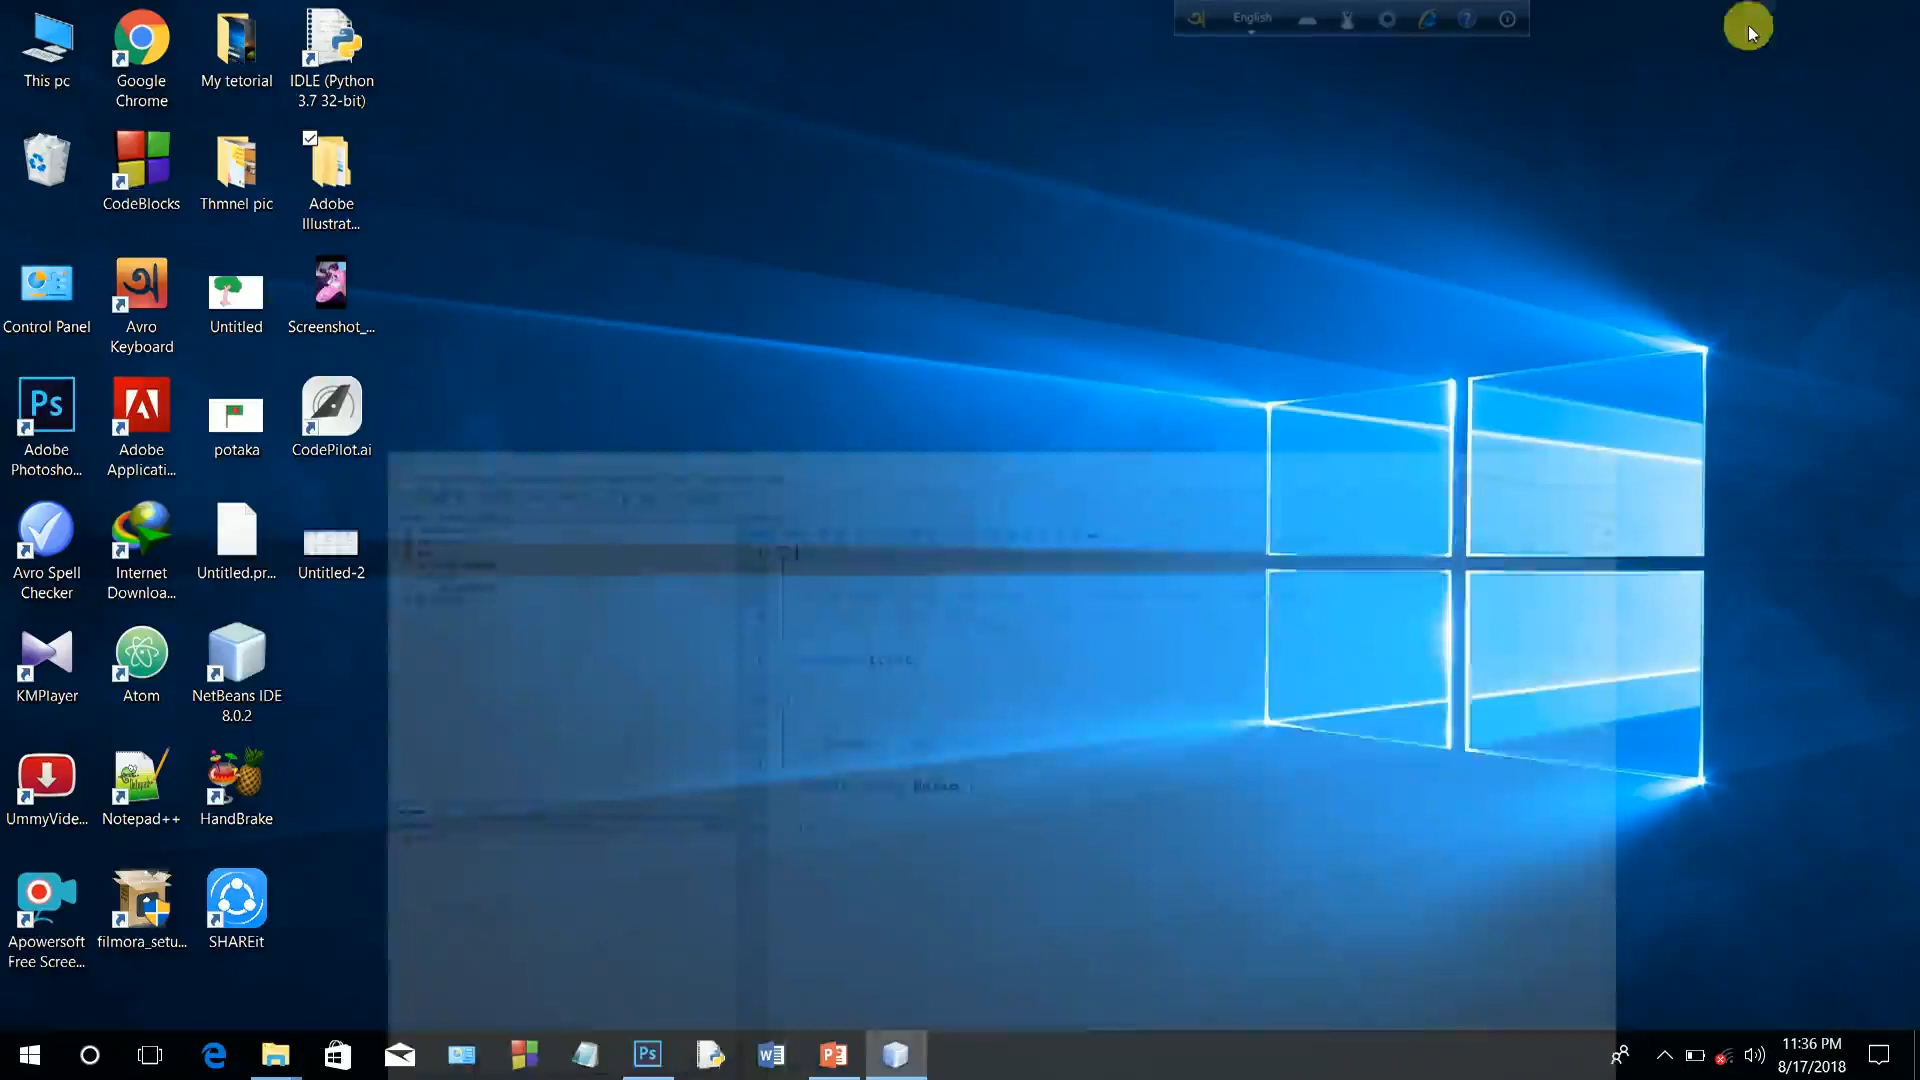 English
This pc
Google
Chrome
My tetorial
IDLE (Python
3.7 32-bit)
CodeBlocks
Thmnel pic
Adobe
Illustrat...
Control Panel
Avro
Keyboard
Untitled
Screenshot_...
Adobe
Photosho...
Adobe
Applicati...
potaka
CodePilot.ai
Avro Spell
Checker
Internet
Downloa...
Untitled.pr...
Untitled-2
KMPlayer
Atom
NetBeans IDE
8.0.2
UmmyVide...
Notepad++
HandBrake
Apowersoft
Free Scree...
filmora_setu...
SHAREit
11:36 PM
8/17/2018